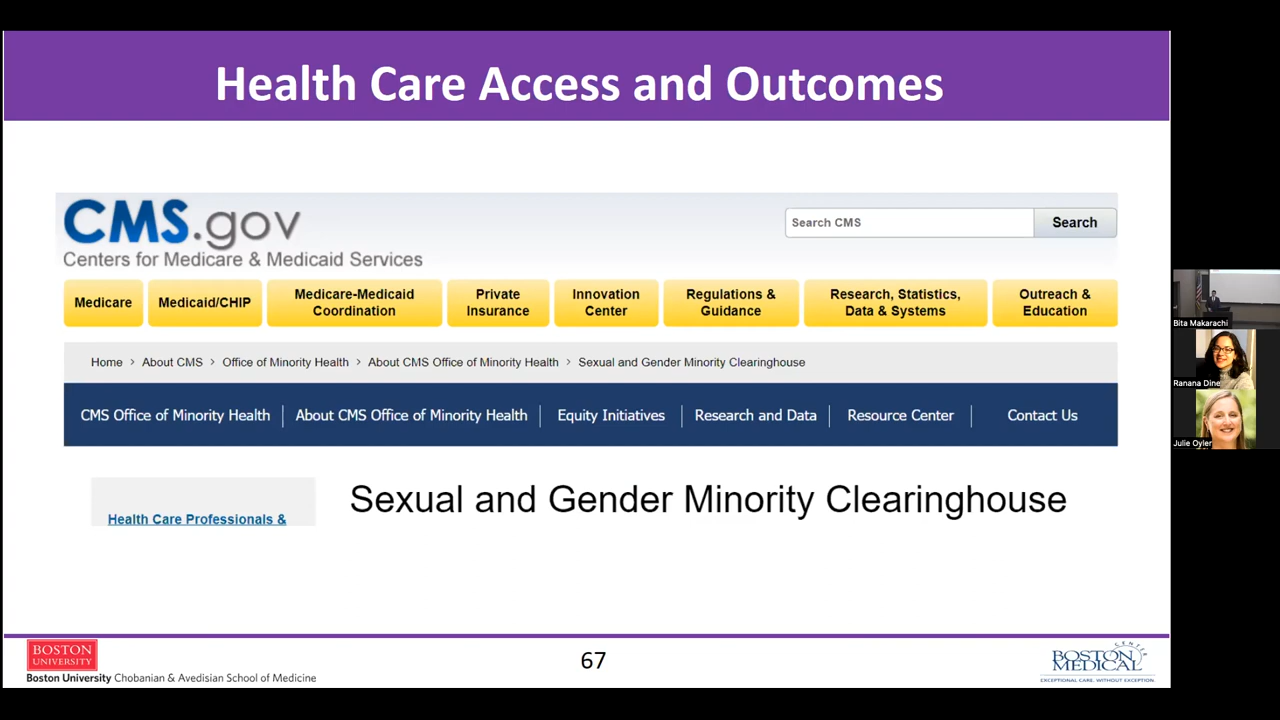 Health Care Access and Outcomes
CMS.gov
Centers for Medicare & Medicaid Services
Search CMS
Search
Medicare
Medicaid/CHIP
Medicare-Medicaid
Coordination
Private
Insurance
Innovation
Center
Regulations &
Guidance
Research, Statistics,
Data & Systems
Outreach &
Education
Home > About CMS > Office of Minority Health > About CMS Office of Minority Health > Sexual and Gender Minority Clearinghouse
CMS Office of Minority Health | About CMS Office of Minority Health | Equity Initiatives | Research and Data | Resource Center | Contact Us
Health Care Professionals &
Sexual and Gender Minority Clearinghouse
BOSTON
UNIVERSITY
Boston University Chobanian & Avedisian School of Medicine
67
BOSTON
MEDICAL
CENTER
EXCEPTIONAL CARE. WITHOUT EXCEPTION.
Bita Makarachi
Ranana Dine
Julie Oyler